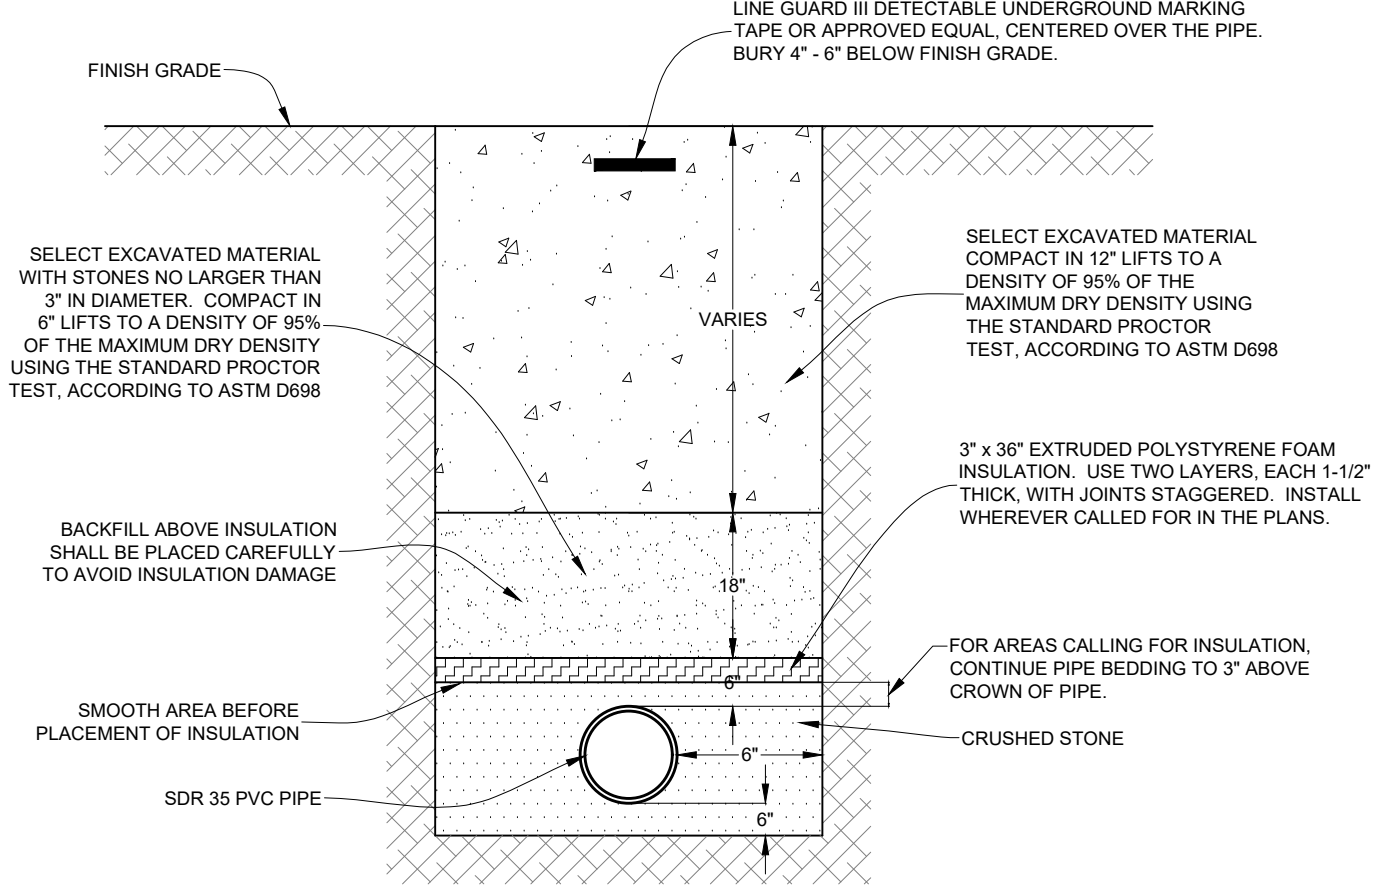 LINE GUARD III DETECTABLE UNDERGROUND MARKING
TAPE OR APPROVED EQUAL, CENTERED OVER THE PIPE.
BURY 4" - 6" BELOW FINISH GRADE.
FINISH GRADE
SELECT EXCAVATED MATERIAL
WITH STONES NO LARGER THAN
3" IN DIAMETER. COMPACT IN
6" LIFTS TO A DENSITY OF 95%
OF THE MAXIMUM DRY DENSITY
USING THE STANDARD PROCTOR
TEST, ACCORDING TO ASTM D698
SELECT EXCAVATED MATERIAL
COMPACT IN 12" LIFTS TO A
DENSITY OF 95% OF THE
MAXIMUM DRY DENSITY USING
THE STANDARD PROCTOR
TEST, ACCORDING TO ASTM D698
VARIES
3" x 36" EXTRUDED POLYSTYRENE FOAM
INSULATION. USE TWO LAYERS, EACH 1-1/2"
THICK, WITH JOINTS STAGGERED. INSTALL
WHEREVER CALLED FOR IN THE PLANS.
BACKFILL ABOVE INSULATION
SHALL BE PLACED CAREFULLY
TO AVOID INSULATION DAMAGE
18"
FOR AREAS CALLING FOR INSULATION,
CONTINUE PIPE BEDDING TO 3" ABOVE
CROWN OF PIPE.
6"
SMOOTH AREA BEFORE
PLACEMENT OF INSULATION
CRUSHED STONE
6"
SDR 35 PVC PIPE
6"